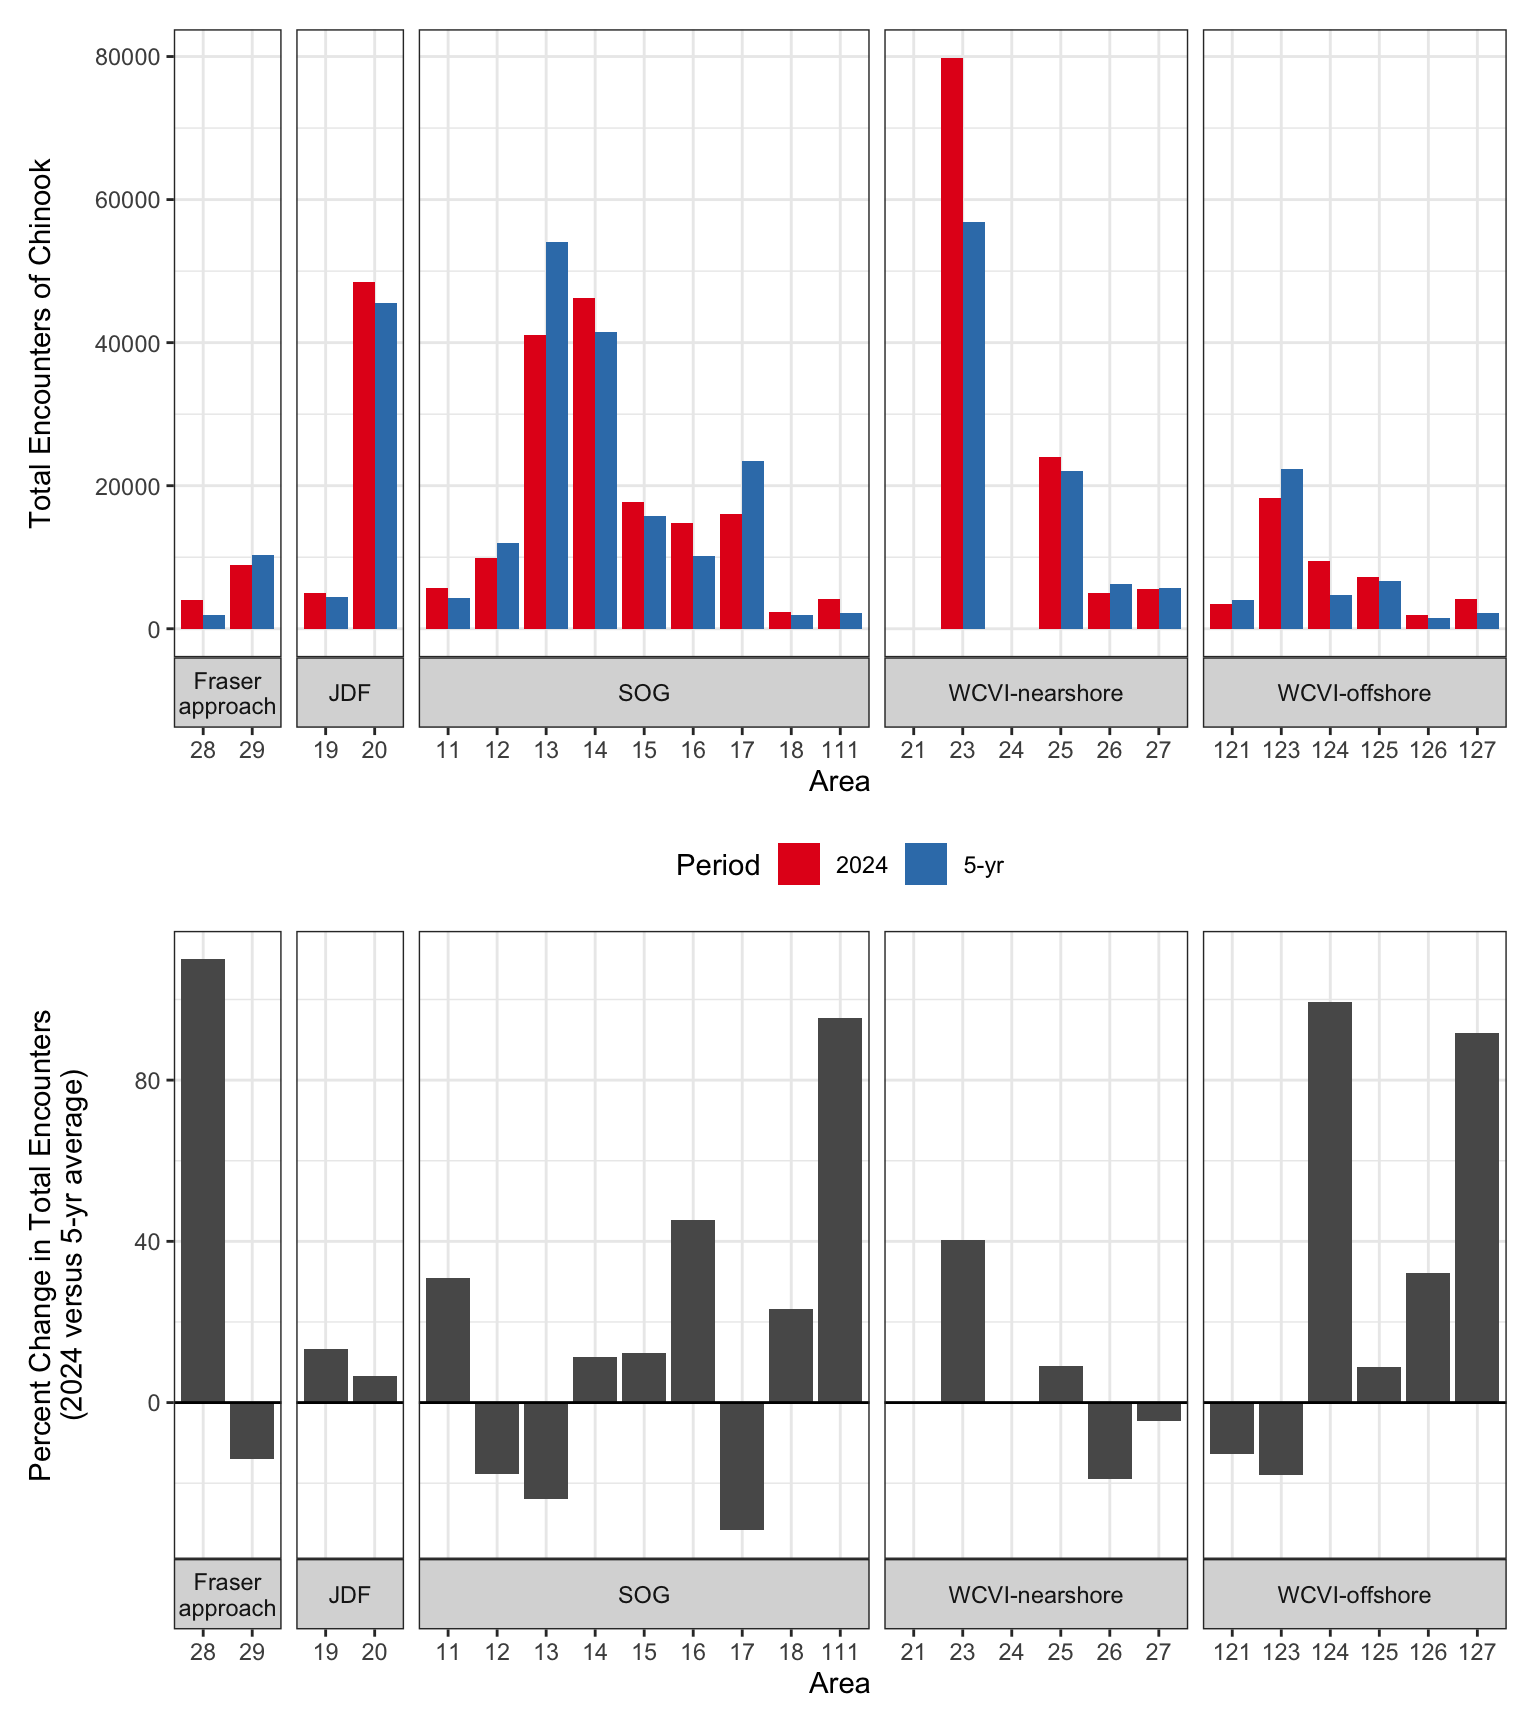 Total Encounters of Chinook
80000
60000
40000
20000
0
Fraser
approach
JDF
SOG
WCVI-nearshore
WCVI-offshore
28 29 19 20 11 12 13 14 15 16 17 18 111 21 23 24 25 26 27 121 123 124 125 126 127
Area
Period 2024 5-yr
Percent Change in Total Encounters
(2024 versus 5-yr average)
80
40
0
Fraser
approach
JDF
SOG
WCVI-nearshore
WCVI-offshore
28 29 19 20 11 12 13 14 15 16 17 18 111 21 23 24 25 26 27 121 123 124 125 126 127
Area